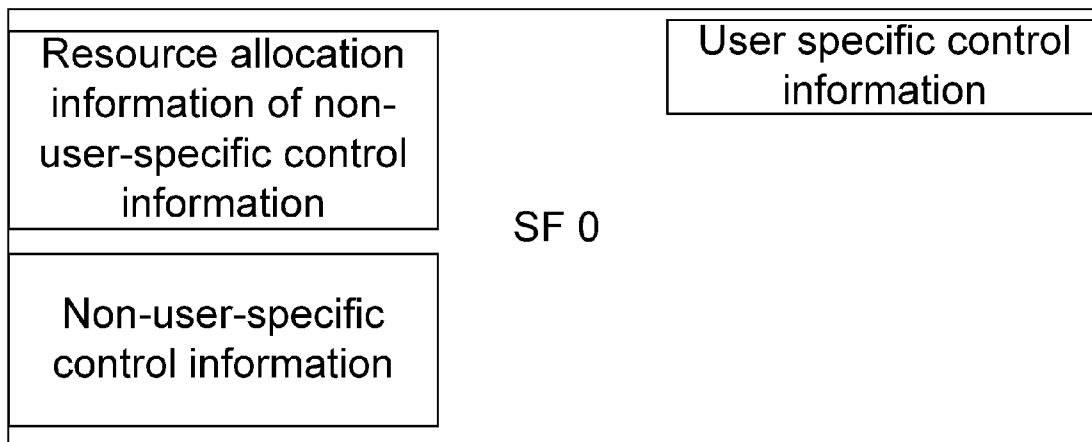 Resource allocation
information of non-
user-specific control
information
User specific control
information
SF 0
Non-user-specific
control information